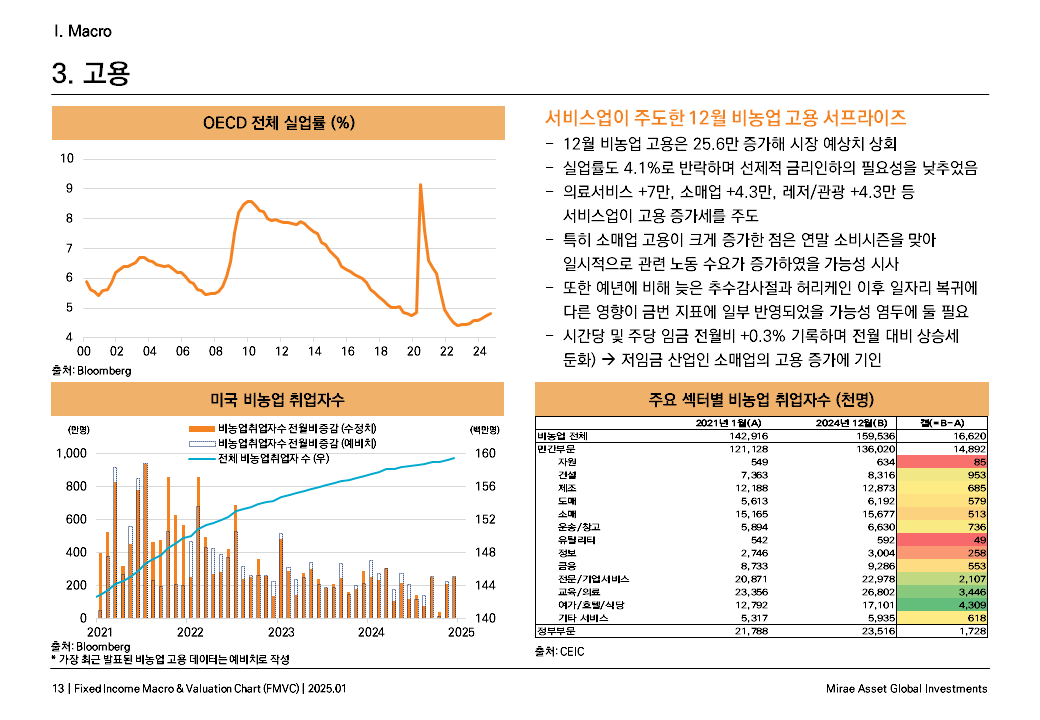 I. Macro
3. 고용
OECD 전체 실업률 (%)
10
9
8
7
6
5
4
00 02 04 06 08 10 12 14 16 18 20 22 24
출처: Bloomberg
서비스업이 주도한 12월 비농업 고용 서프라이즈
- 12월 비농업 고용은 25.6만 증가해 시장 예상치 상회
- 실업률도 4.1%로 반락하며 선제적 금리인하의 필요성을 낮추었음
- 의료서비스 +7만, 소매업 +4.3만, 레저/관광 +4.3만 등
서비스업이 고용 증가세를 주도
- 특히 소매업 고용이 크게 증가한 점은 연말 소비시즌을 맞아
일시적으로 관련 노동 수요가 증가하였을 가능성 시사
- 또한 예년에 비해 늦은 추수감사절과 허리케인 이후 일자리 복귀에
다른 영향이 금번 지표에 일부 반영되었을 가능성 염두에 둘 필요
- 시간당 및 주당 임금 전월비 +0.3% 기록하며 전월 대비 상승세
둔화) → 저임금 산업인 소매업의 고용 증가에 기인
미국 비농업 취업자수
(만명)
(백만명)
비농업취업자수 전월비증감 (수정치)
비농업취업자수 전월비증감 (예비치)
전체 비농업취업자 수 (우)
1,000 160
800 156
600 152
400 148
200 144
0 140
2021 2022 2023 2024 2025
출처: Bloomberg
* 가장 최근 발표된 비농업 고용 데이터는 예비치로 작성
주요 섹터별 비농업 취업자수 (천명)
2021년 1월(A) 2024년 12월(B) 갭(=B-A)
비농업 전체 142,916 159,536 16,620
민간부문 121,128 136,020 14,892
자원 549 634 85
건설 7,363 8,316 953
제조 12,188 12,873 685
도매 5,613 6,192 579
소매 15,165 15,677 513
운송/창고 5,894 6,630 736
유틸리티 542 592 49
정보 2,746 3,004 258
금융 8,733 9,286 553
전문/기업서비스 20,871 22,978 2,107
교육/의료 23,356 26,802 3,446
여가/호텔/식당 12,792 17,101 4,309
기타 서비스 5,317 5,935 618
정부부문 21,788 23,516 1,728
출처: CEIC
13 | Fixed Income Macro & Valuation Chart (FMVC) | 2025.01
Mirae Asset Global Investments